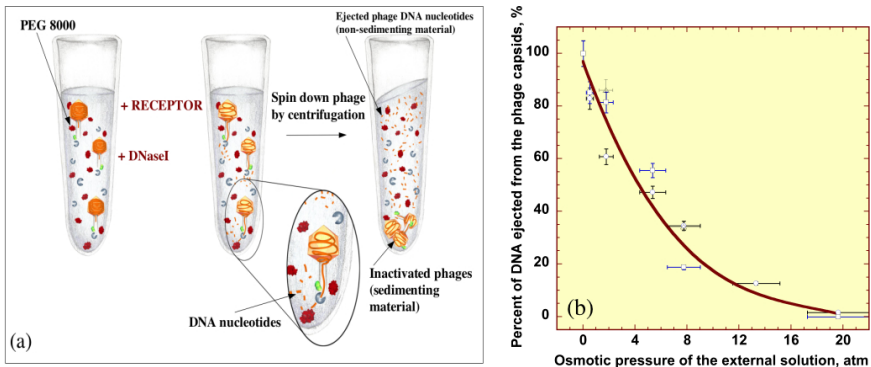 PEG 8000
+ RECEPTOR
+ DNaseI
Spin down phage
by centrifugation
Ejected phage DNA nucleotides
(non-sedimenting material)
DNA nucleotides
Inactivated phages
(sedimenting
material)
(a)
Percent of DNA ejected from the phage capsids, %
100
80
60
40
20
0
(b)
0 4 8 12 16 20
Osmotic pressure of the external solution, atm